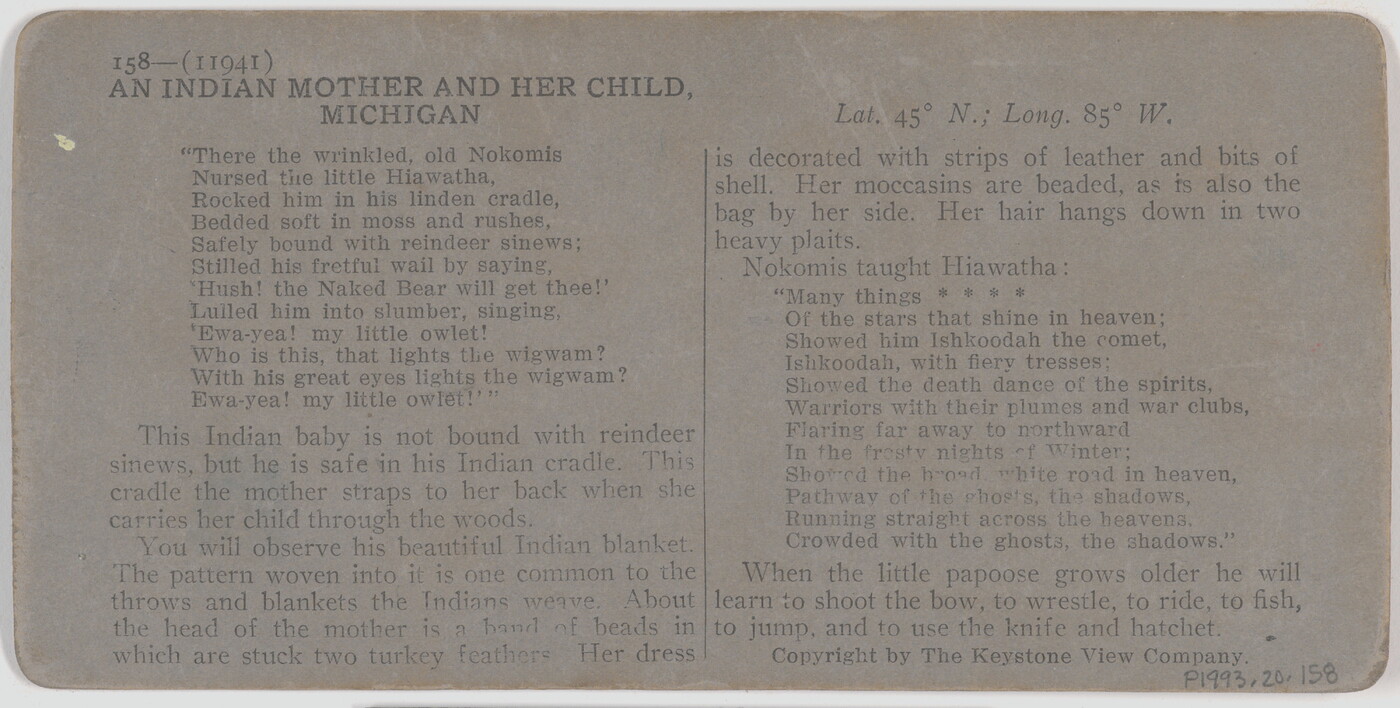 158—(11941)
AN INDIAN MOTHER AND HER CHILD,
MICHIGAN
"There the wrinkled, old Nokomis
Nursed the little Hiawatha,
Rocked him in his linden cradle,
Bedded soft in moss and rushes,
Safely bound with reindeer sinews;
Stilled his fretful wail by saying,
'Hush! the Naked Bear will get thee!'
Lulled him into slumber, singing,
'Ewa-yea! my little owlet!
Who is this, that lights the wigwam?
With his great eyes lights the wigwam?
Ewa-yea! my little owlet!' "
This Indian baby is not bound with reindeer
sinews, but he is safe in his Indian cradle. This
cradle the mother straps to her back when she
carries her child through the woods.
You will observe his beautiful Indian blanket.
The pattern woven into it is one common to the
throws and blankets the Indians weave. About
the head of the mother is a band of beads in
which are stuck two turkey feathers. Her dress
Lat. 45° N.; Long. 85° W.
is decorated with strips of leather and bits of
shell. Her moccasins are beaded, as is also the
bag by her side. Her hair hangs down in two
heavy plaits.
Nokomis taught Hiawatha:
"Many things * * * *
Of the stars that shine in heaven;
Showed him Ishkoodah the comet,
Ishkoodah, with fiery tresses;
Showed the death dance of the spirits,
Warriors with their plumes and war clubs,
Flaring far away to northward
In the frosty nights of Winter;
Showed the broad, white road in heaven,
Pathway of the ghosts, the shadows,
Running straight across the heavens,
Crowded with the ghosts, the shadows."
When the little papoose grows older he will
learn to shoot the bow, to wrestle, to ride, to fish,
to jump, and to use the knife and hatchet.
Copyright by The Keystone View Company.
P1993.20.158